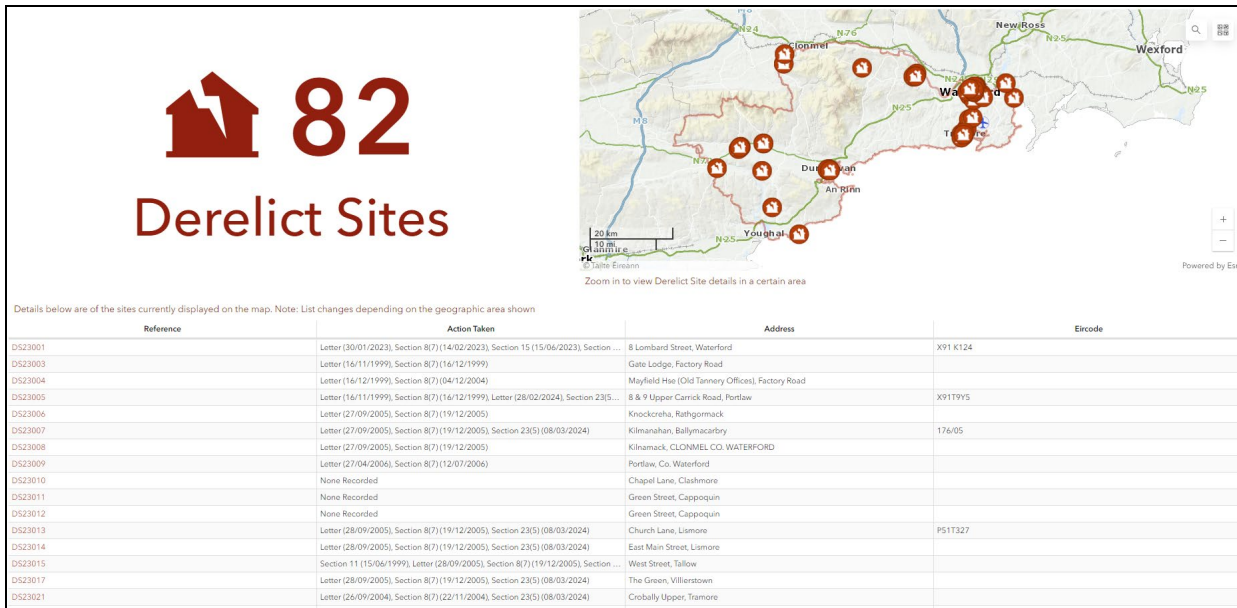 82
Derelict Sites
M8
N24
Clonmel
N76
New Ross
N25
Wexford
N25
N24
N25
M8
Youghal
An Rinn
N25
20 km
10 mi
+
−
© Tailte Éireann
Powered by Esri
Zoom in to view Derelict Site details in a certain area
Details below are of the sites currently displayed on the map. Note: List changes depending on the geographic area shown
Reference Action Taken Address Eircode
DS23001 Letter (30/01/2023), Section 8(7) (14/02/2023), Section 15 (15/06/2023), Section ... 8 Lombard Street, Waterford X91 K124
DS23003 Letter (16/11/1999), Section 8(7) (16/12/1999) Gate Lodge, Factory Road
DS23004 Letter (16/12/1999), Section 8(7) (04/12/2004) Mayfield Hse (Old Tannery Offices), Factory Road
DS23005 Letter (16/11/1999), Section 8(7) (16/12/1999), Letter (28/02/2024), Section 23(5... 8 & 9 Upper Carrick Road, Portlaw X91T9Y5
DS23006 Letter (27/09/2005), Section 8(7) (19/12/2005) Knockcreha, Rathgormack
DS23007 Letter (27/09/2005), Section 8(7) (19/12/2005), Section 23(5) (08/03/2024) Kilmanahan, Ballymacarbry 176/05
DS23008 Letter (27/09/2005), Section 8(7) (19/12/2005) Kilnamack, CLONMEL CO. WATERFORD
DS23009 Letter (27/04/2006), Section 8(7) (12/07/2006) Portlaw, Co. Waterford
DS23010 None Recorded Chapel Lane, Clashmore
DS23011 None Recorded Green Street, Cappoquin
DS23012 None Recorded Green Street, Cappoquin
DS23013 Letter (28/09/2005), Section 8(7) (19/12/2005), Section 23(5) (08/03/2024) Church Lane, Lismore P51T327
DS23014 Letter (28/09/2005), Section 8(7) (19/12/2005), Section 23(5) (08/03/2024) East Main Street, Lismore
DS23015 Section 11 (15/06/1999), Letter (28/09/2005), Section 8(7) (19/12/2005), Section ... West Street, Tallow
DS23017 Letter (28/09/2005), Section 8(7) (19/12/2005), Section 23(5) (08/03/2024) The Green, Villierstown
DS23021 Letter (26/09/2004), Section 8(7) (22/11/2004), Section 23(5) (08/03/2024) Crobally Upper, Tramore